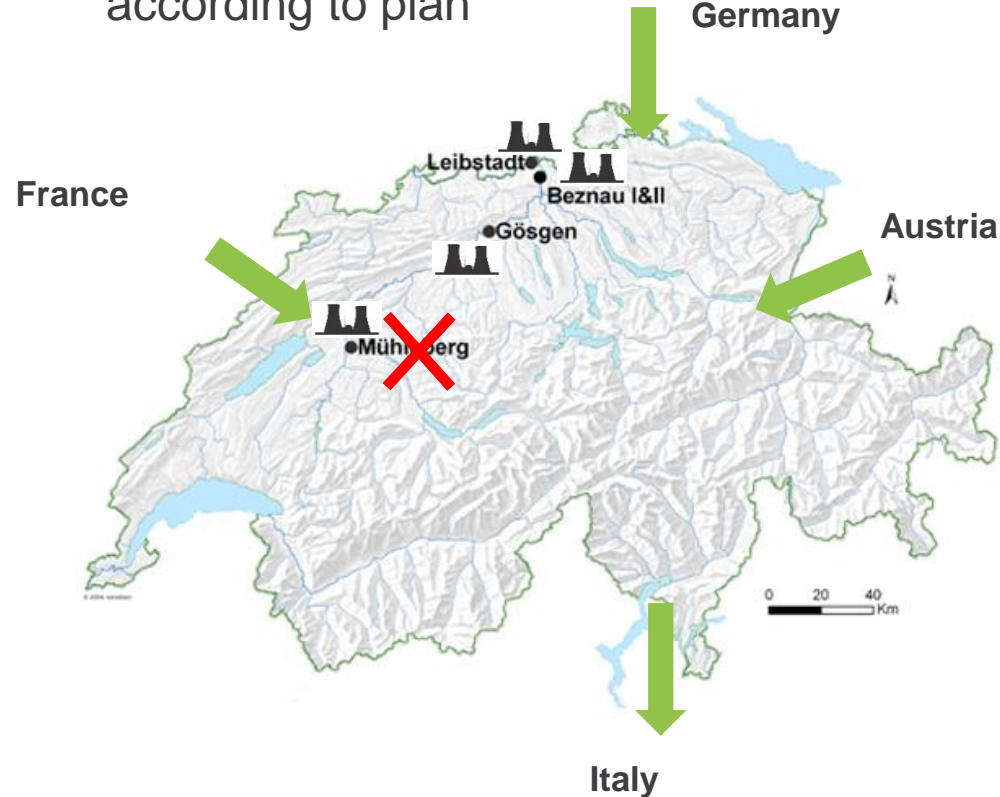 according to plan
Germany
Leibstadt
Beznau I&II
France
Austria
Gösgen
N
0 20 40
Km
Italy